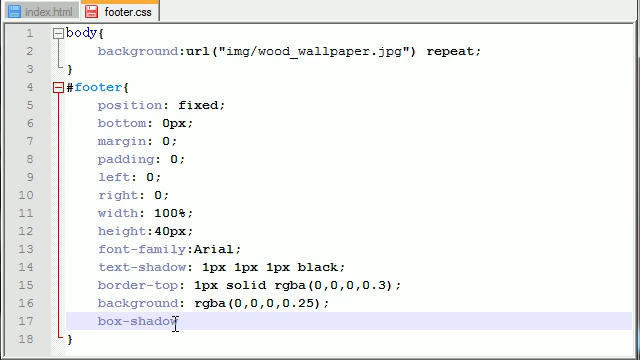 index.html footer.css
1 body{
2 background:url("img/wood_wallpaper.jpg") repeat;
3 }
4 #footer{
5 position: fixed;
6 bottom: 0px;
7 margin: 0;
8 padding: 0;
9 left: 0;
10 right: 0;
11 width: 100%;
12 height:40px;
13 font-family:Arial;
14 text-shadow: 1px 1px 1px black;
15 border-top: 1px solid rgba(0,0,0,0.3);
16 background: rgba(0,0,0,0.25);
17 box-shadow
18 }